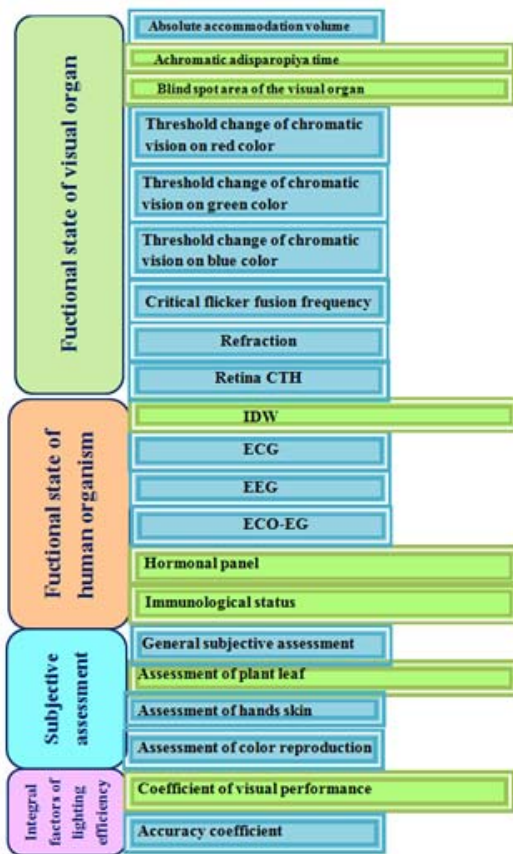 Fuctional state of visual organ
Absolute accommodation volume
Achromatic adisparopiya time
Blind spot area of the visual organ
Threshold change of chromatic
vision on red color
Threshold change of chromatic
vision on green color
Threshold change of chromatic
vision on blue color
Critical flicker fusion frequency
Refraction
Retina CTH
Fuctional state of
human organism
IDW
ECG
EEG
ECO-EG
Hormonal panel
Immunological status
Subjective
assessment
General subjective assessment
Assessment of plant leaf
Assessment of hands skin
Assessment of color reproduction
Integral
factors of
lighting
efficiency
Coefficient of visual performance
Accuracy coefficient